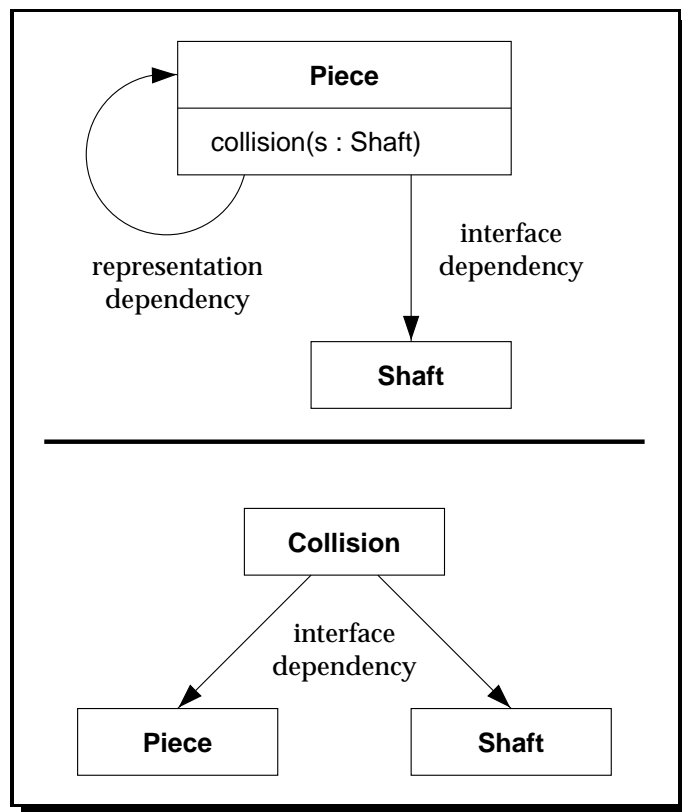 Piece
collision(s : Shaft)
representation
dependency
interface
dependency
Shaft
Collision
interface
dependency
Piece
Shaft